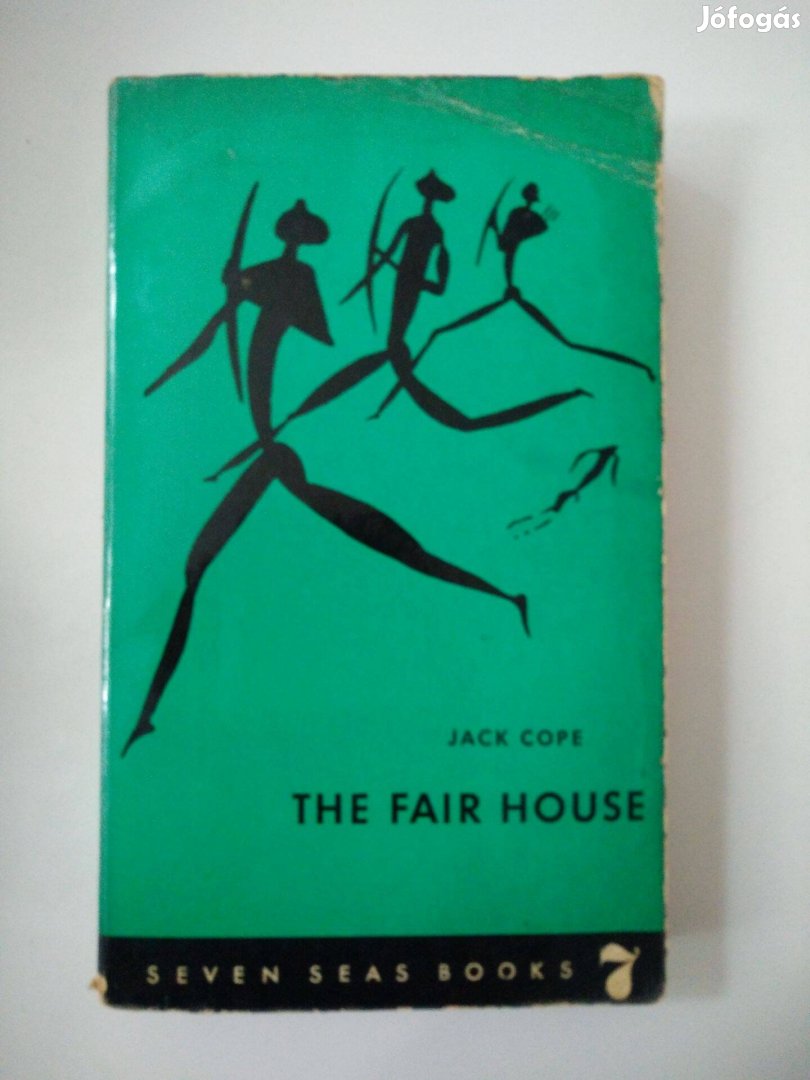 Jófogás
JACK COPE
THE FAIR HOUSE
SEVEN SEAS BOOKS 7